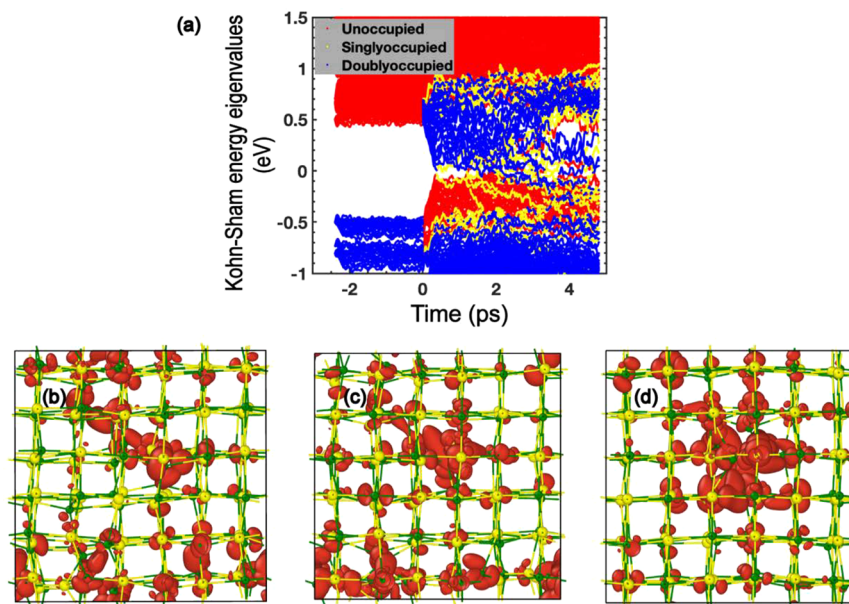 (a)
Unoccupied
Singlyoccupied
Doublyoccupied
Kohn-Sham energy eigenvalues
(eV)
1.5
1
0.5
0
-0.5
-1
-2
0
2
4
Time (ps)
(b)
(c)
(d)